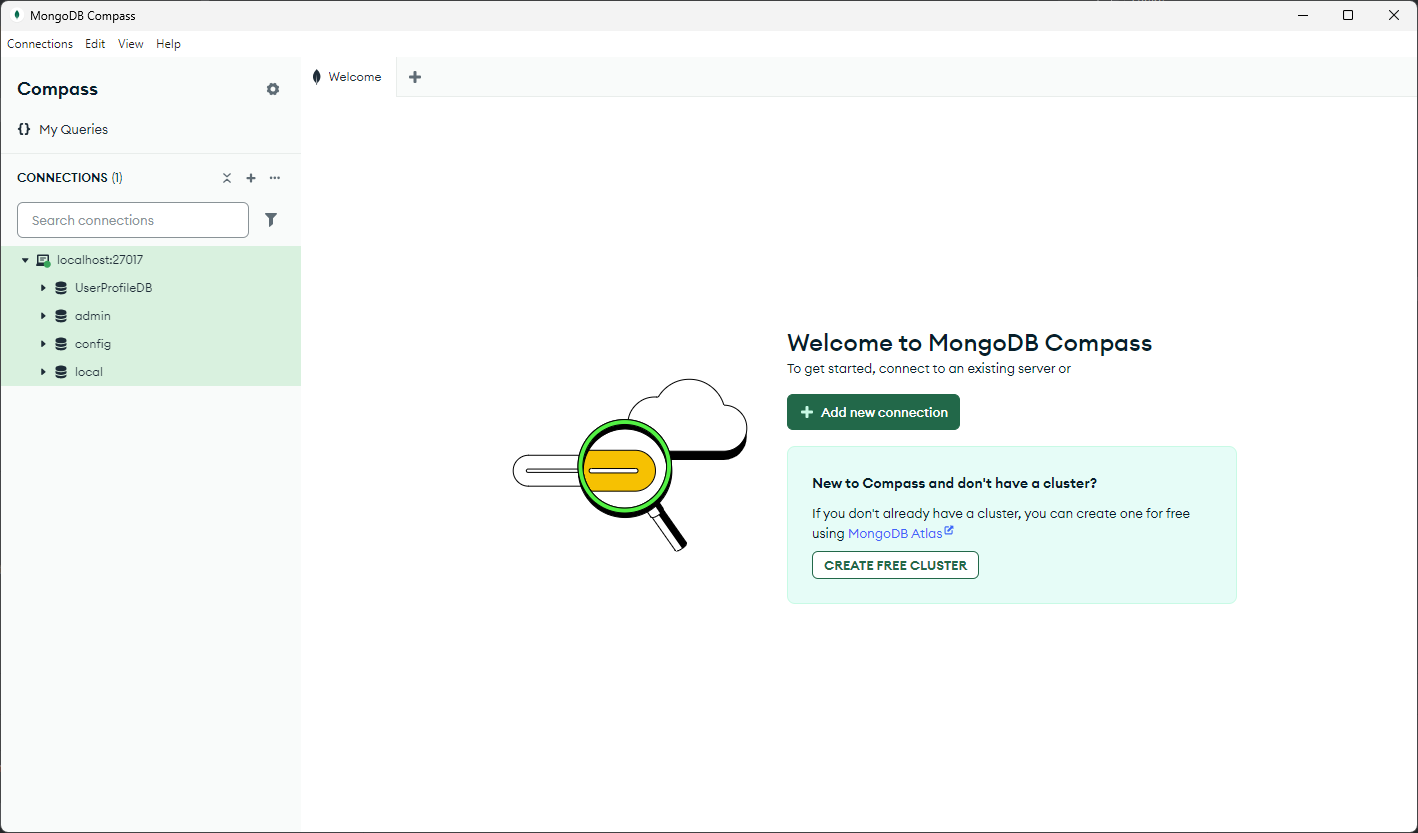 MongoDB Compass
Connections Edit View Help
Compass
My Queries
CONNECTIONS (1)
Search connections
localhost:27017
UserProfileDB
admin
config
local
Welcome
Welcome to MongoDB Compass
To get started, connect to an existing server or
Add new connection
New to Compass and don't have a cluster?
If you don't already have a cluster, you can create one for free
using MongoDB Atlas
CREATE FREE CLUSTER